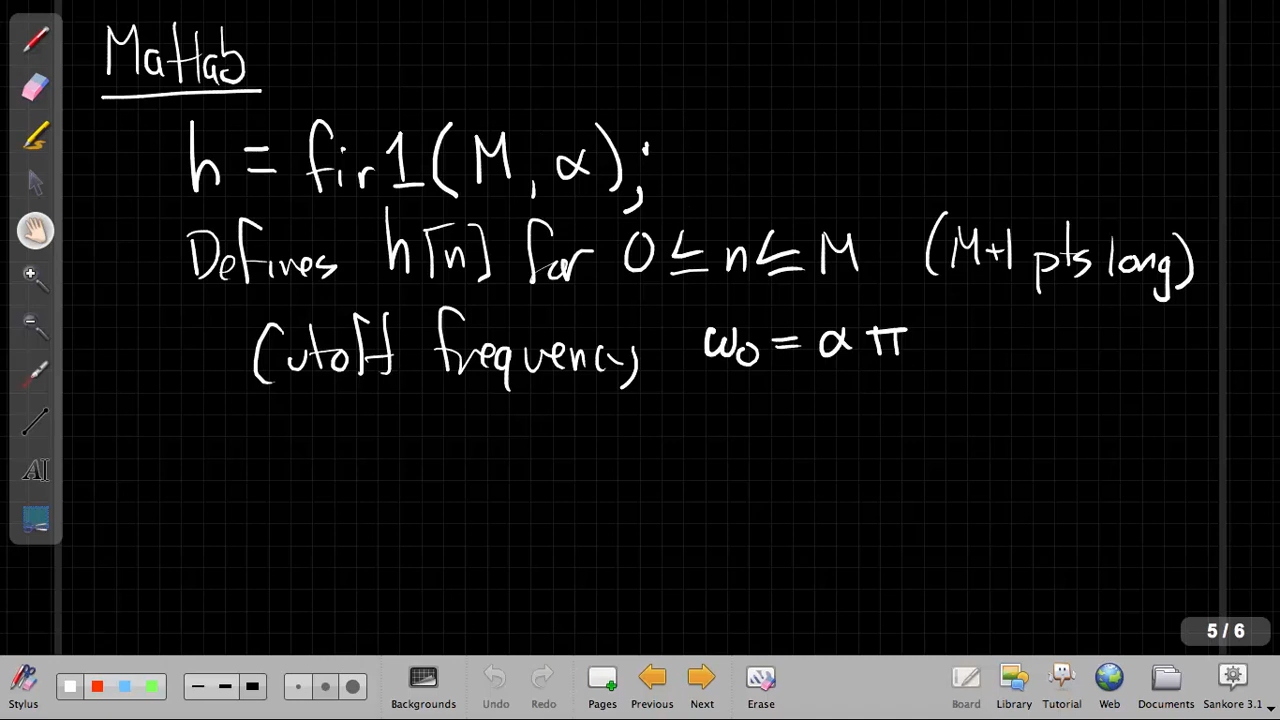 Matlab
h = fir1(M, α);
Defines h[n] for 0 ≤ n ≤ M (M+1 pts long)
Cutoff frequency ω₀ = α π
5 / 6
AI
Stylus
Backgrounds
Undo
Redo
Pages
Previous
Next
Erase
Board
Library
Tutorial
Web
Documents
Sankore 3.1